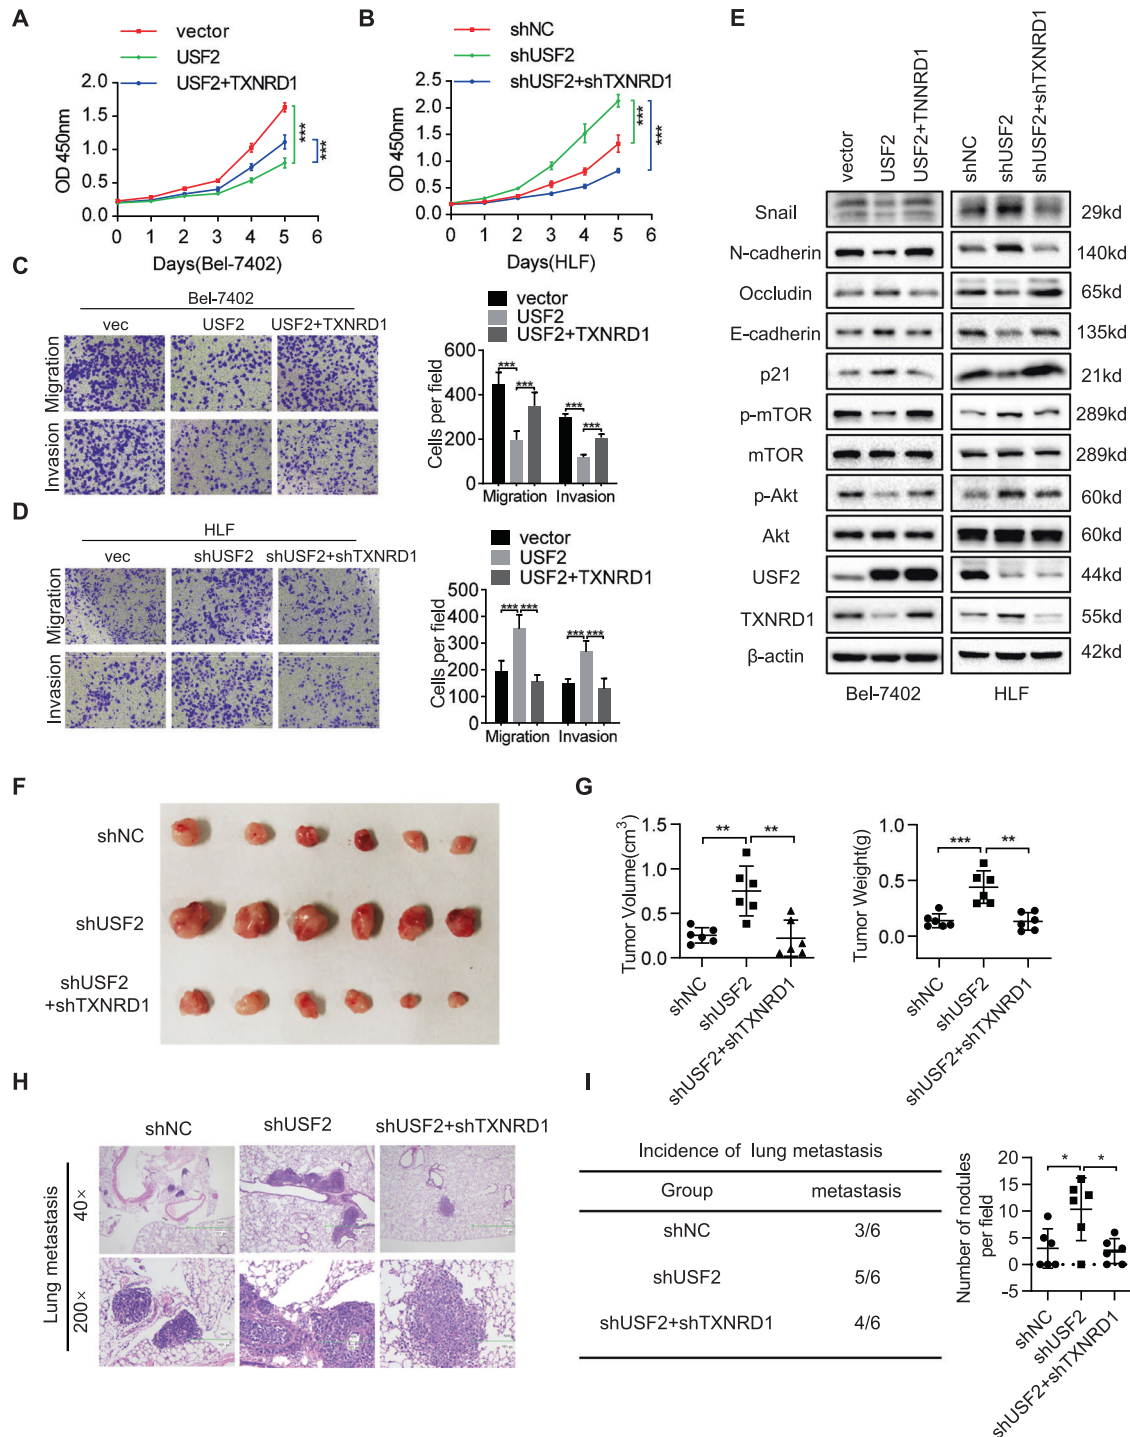 A
vector
USF2
USF2+TXNRD1
OD 450nm
2.0
1.5
1.0
0.5
0.0
***
***
0 1 2 3 4 5 6
Days(Bel-7402)
B
shNC
shUSF2
shUSF2+shTXNRD1
OD 450nm
2.5
2.0
1.5
1.0
0.5
0.0
***
***
0 1 2 3 4 5 6
Days(HLF)
C
Bel-7402
vec USF2 USF2+TXNRD1
Migration
Invasion
vector
USF2
USF2+TXNRD1
Cells per field
600
400
200
0
*** *** *** ***
Migration Invasion
D
HLF
vec shUSF2 shUSF2+shTXNRD1
Migration
Invasion
vector
USF2
USF2+TXNRD1
Cells per field
500
400
300
200
100
0
*** *** *** ***
Migration Invasion
E
vector USF2 USF2+TNNRD1 shNC shUSF2 shUSF2+shTXNRD1
Snail 29kd
N-cadherin 140kd
Occludin 65kd
E-cadherin 135kd
p21 21kd
p-mTOR 289kd
mTOR 289kd
p-Akt 60kd
Akt 60kd
USF2 44kd
TXNRD1 55kd
β-actin 42kd
Bel-7402 HLF
F
shNC
shUSF2
shUSF2
+shTXNRD1
G
Tumor Volume(cm3)
1.5
1.0
0.5
0.0
** **
shNC shUSF2 shUSF2+shTXNRD1
Tumor Weight(g)
1.0
0.5
0.0
*** **
shNC shUSF2 shUSF2+shTXNRD1
H
shNC shUSF2 shUSF2+shTXNRD1
Lung metastasis
40×
200×
I
Incidence of lung metastasis
Group metastasis
shNC 3/6
shUSF2 5/6
shUSF2+shTXNRD1 4/6
Number of nodules
per field
20
15
10
5
0
-5
* *
shNC shUSF2 shUSF2+shTXNRD1